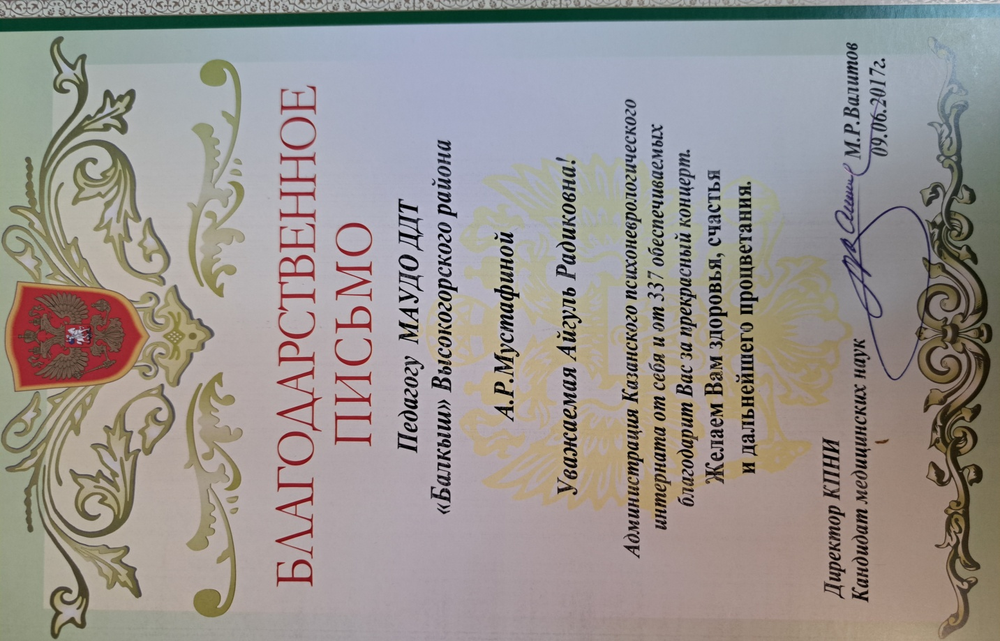 БЛАГОДАРСТВЕННОЕ
ПИСЬМО
Педагогу МАУДО ДДТ
«Балкыш» Высокогорского района
А.Р.Мустафиной
Уважаемая Айгуль Радиковна!
Администрация Казанского психоневрологического
интерната от себя и от 337 обеспечиваемых
благодарит Вас за прекрасный концерт.
Желаем Вам здоровья, счастья
и дальнейшего процветания.
Директор КПНИ
Кандидат медицинских наук
М.Р.Валитов
09.06.2017г.